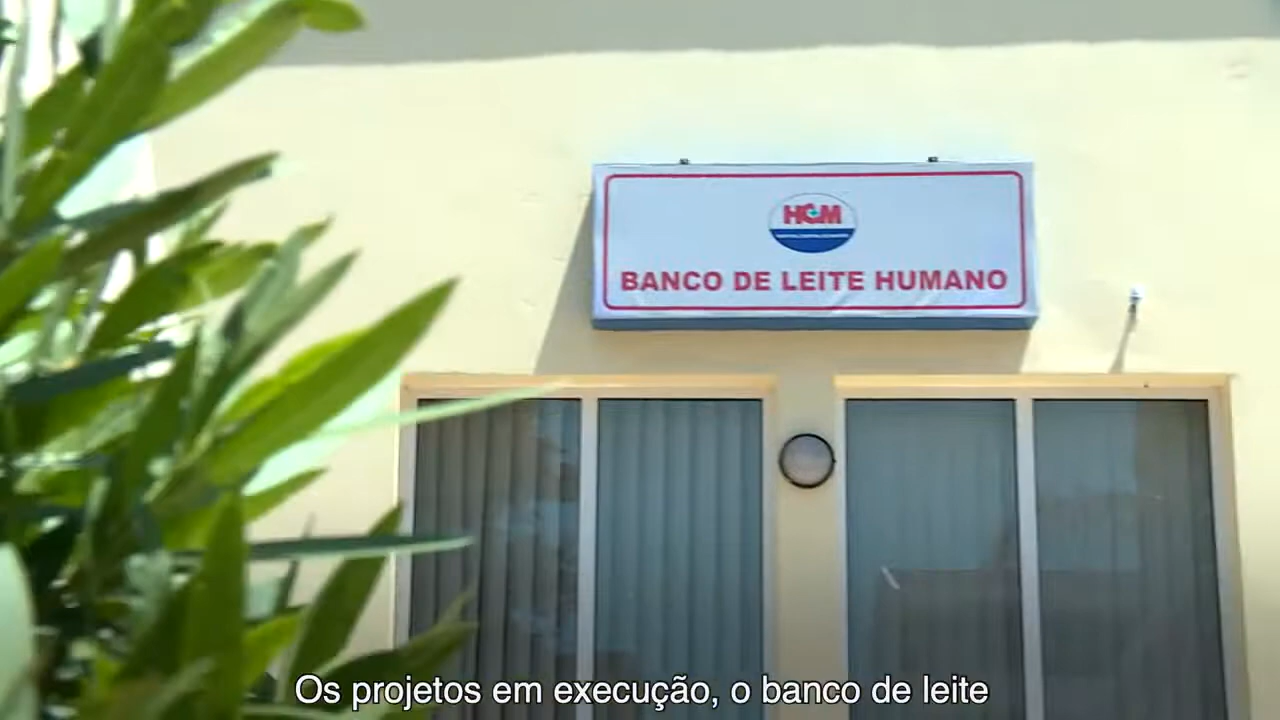 HCM
BANCO DE LEITE HUMANO
Os projetos em execução, o banco de leite